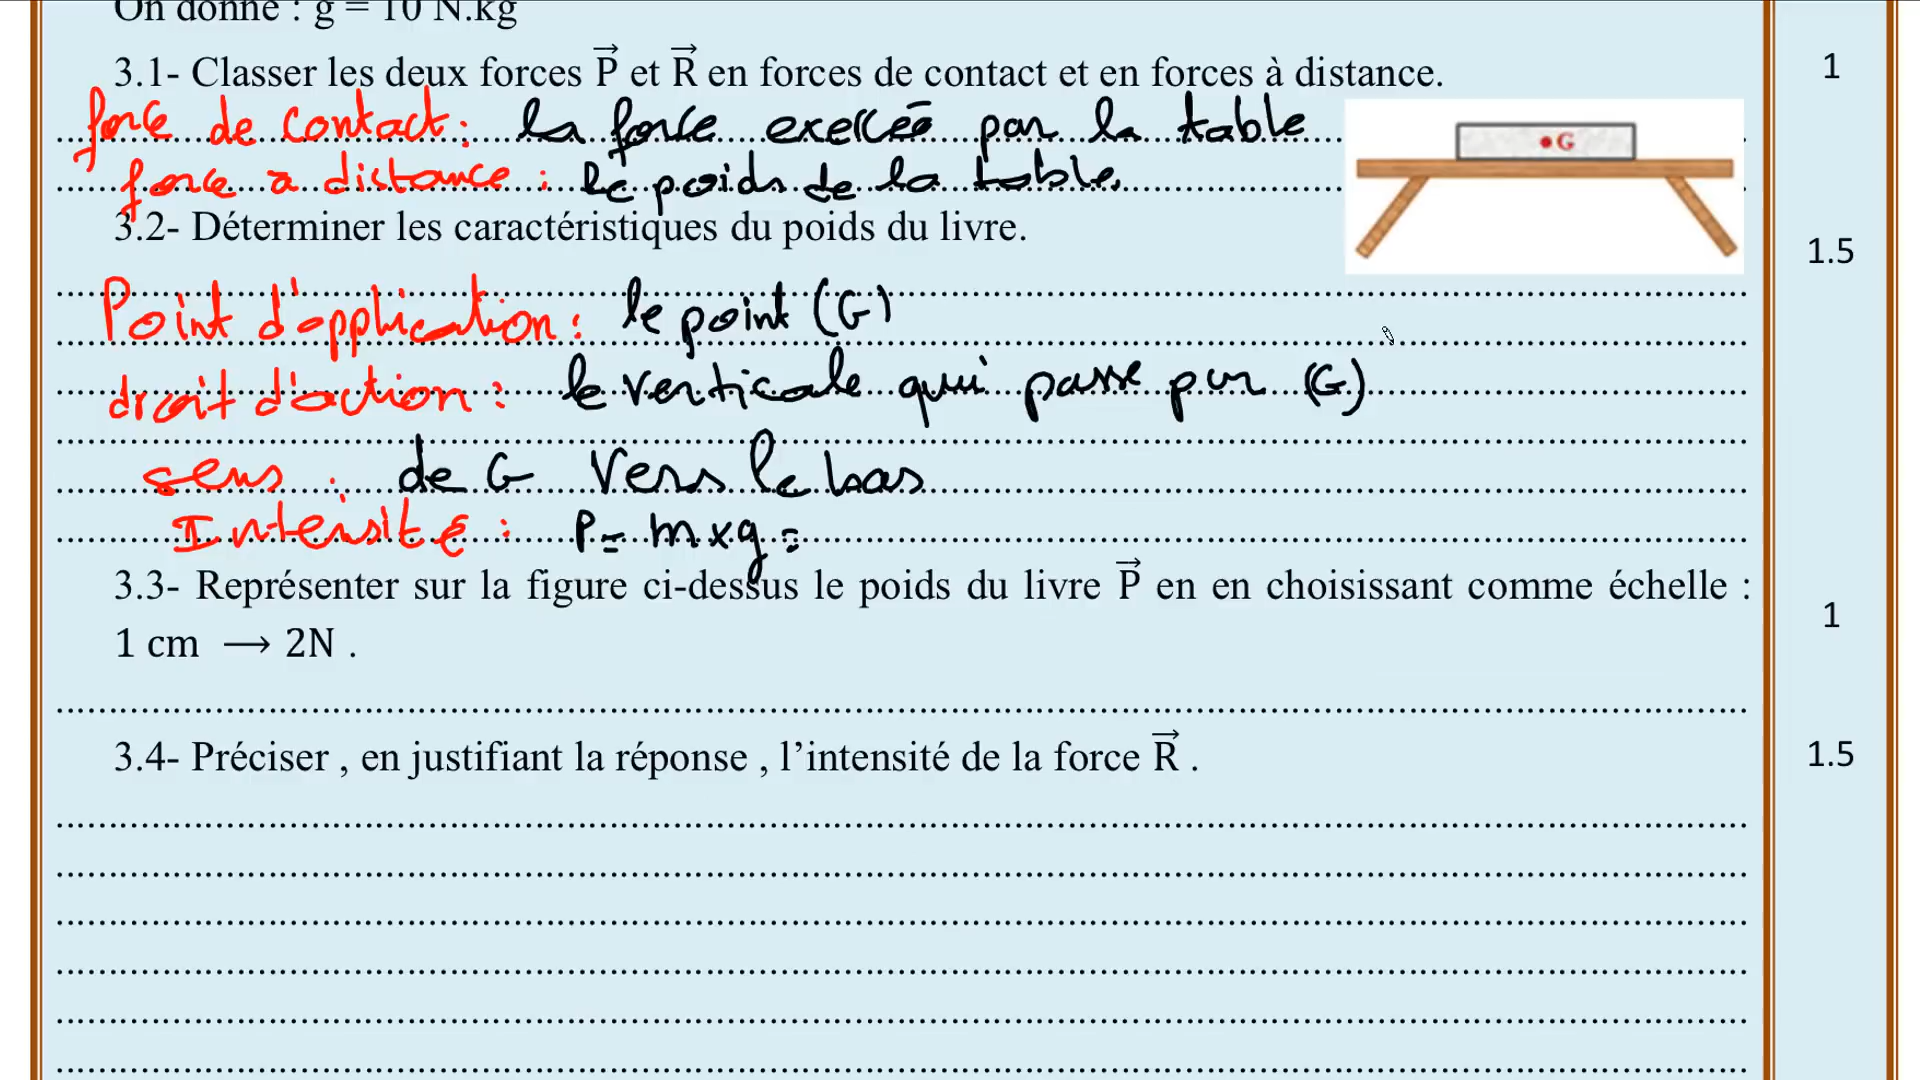 On donne : g = 10 N.kg
3.1- Classer les deux forces P⃗ et R⃗ en forces de contact et en forces à distance.
1
force de contact : la force exercée par la table
force a distance : le poids de la table.
G
3.2- Déterminer les caractéristiques du poids du livre.
1.5
Point d'application : le point (G)
droit d'action : le verticale qui passe par (G)
sens : de G vers le bas
Intensité : P = m x g =
3.3- Représenter sur la figure ci-dessus le poids du livre P⃗ en en choisissant comme échelle :
1 cm ⟶ 2N .
1
3.4- Préciser , en justifiant la réponse , l’intensité de la force R⃗ .
1.5